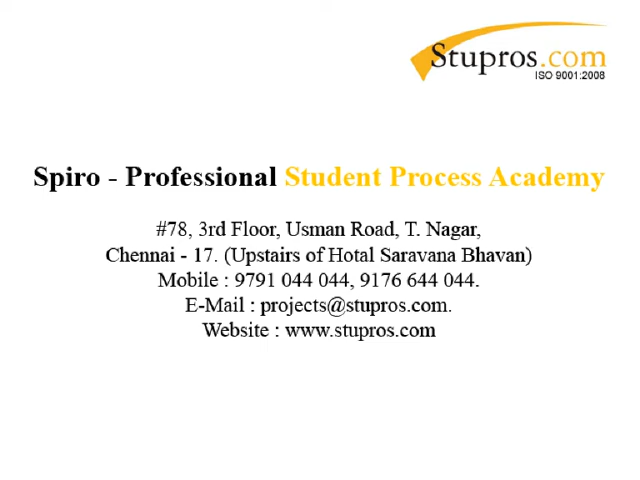 Stupros.com
ISO 9001:2008
Spiro - Professional Student Process Academy
#78, 3rd Floor, Usman Road, T. Nagar,
Chennai - 17. (Upstairs of Hotal Saravana Bhavan)
Mobile : 9791 044 044, 9176 644 044.
E-Mail : projects@stupros.com.
Website : www.stupros.com